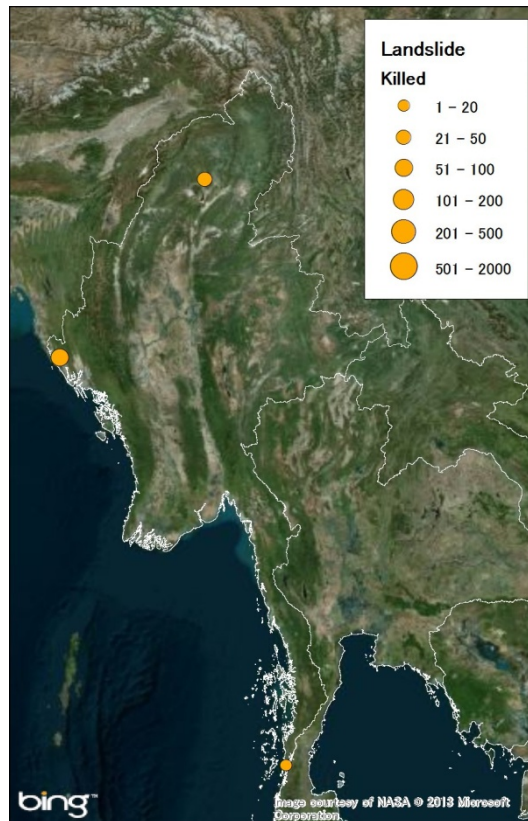 Landslide
Killed
1 - 20
21 - 50
51 - 100
101 - 200
201 - 500
501 - 2000
bing™
Image courtesy of NASA © 2013 Microsoft
Corporation